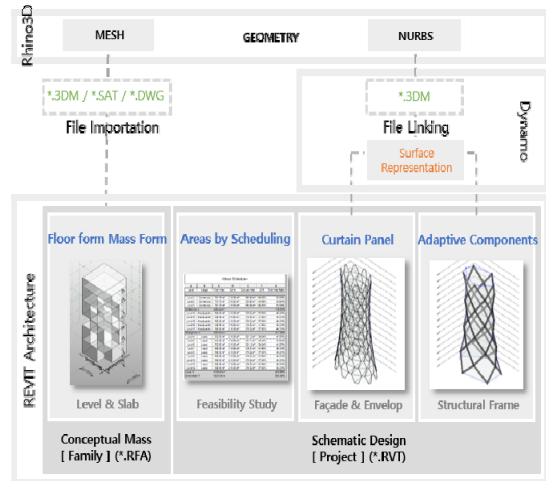 Rhino3D
MESH
GEOMETRY
NURBS
*.3DM / *.SAT / *.DWG
*.3DM
File Importation
File Linking
Dynamo
Surface
Representation
REVIT Architecture
Floor form Mass Form
Areas by Scheduling
Curtain Panel
Adaptive Components
Level & Slab
Feasibility Study
Façade & Envelop
Structural Frame
Conceptual Mass
[ Family ] (*.RFA)
Schematic Design
[ Project ] (*.RVT)